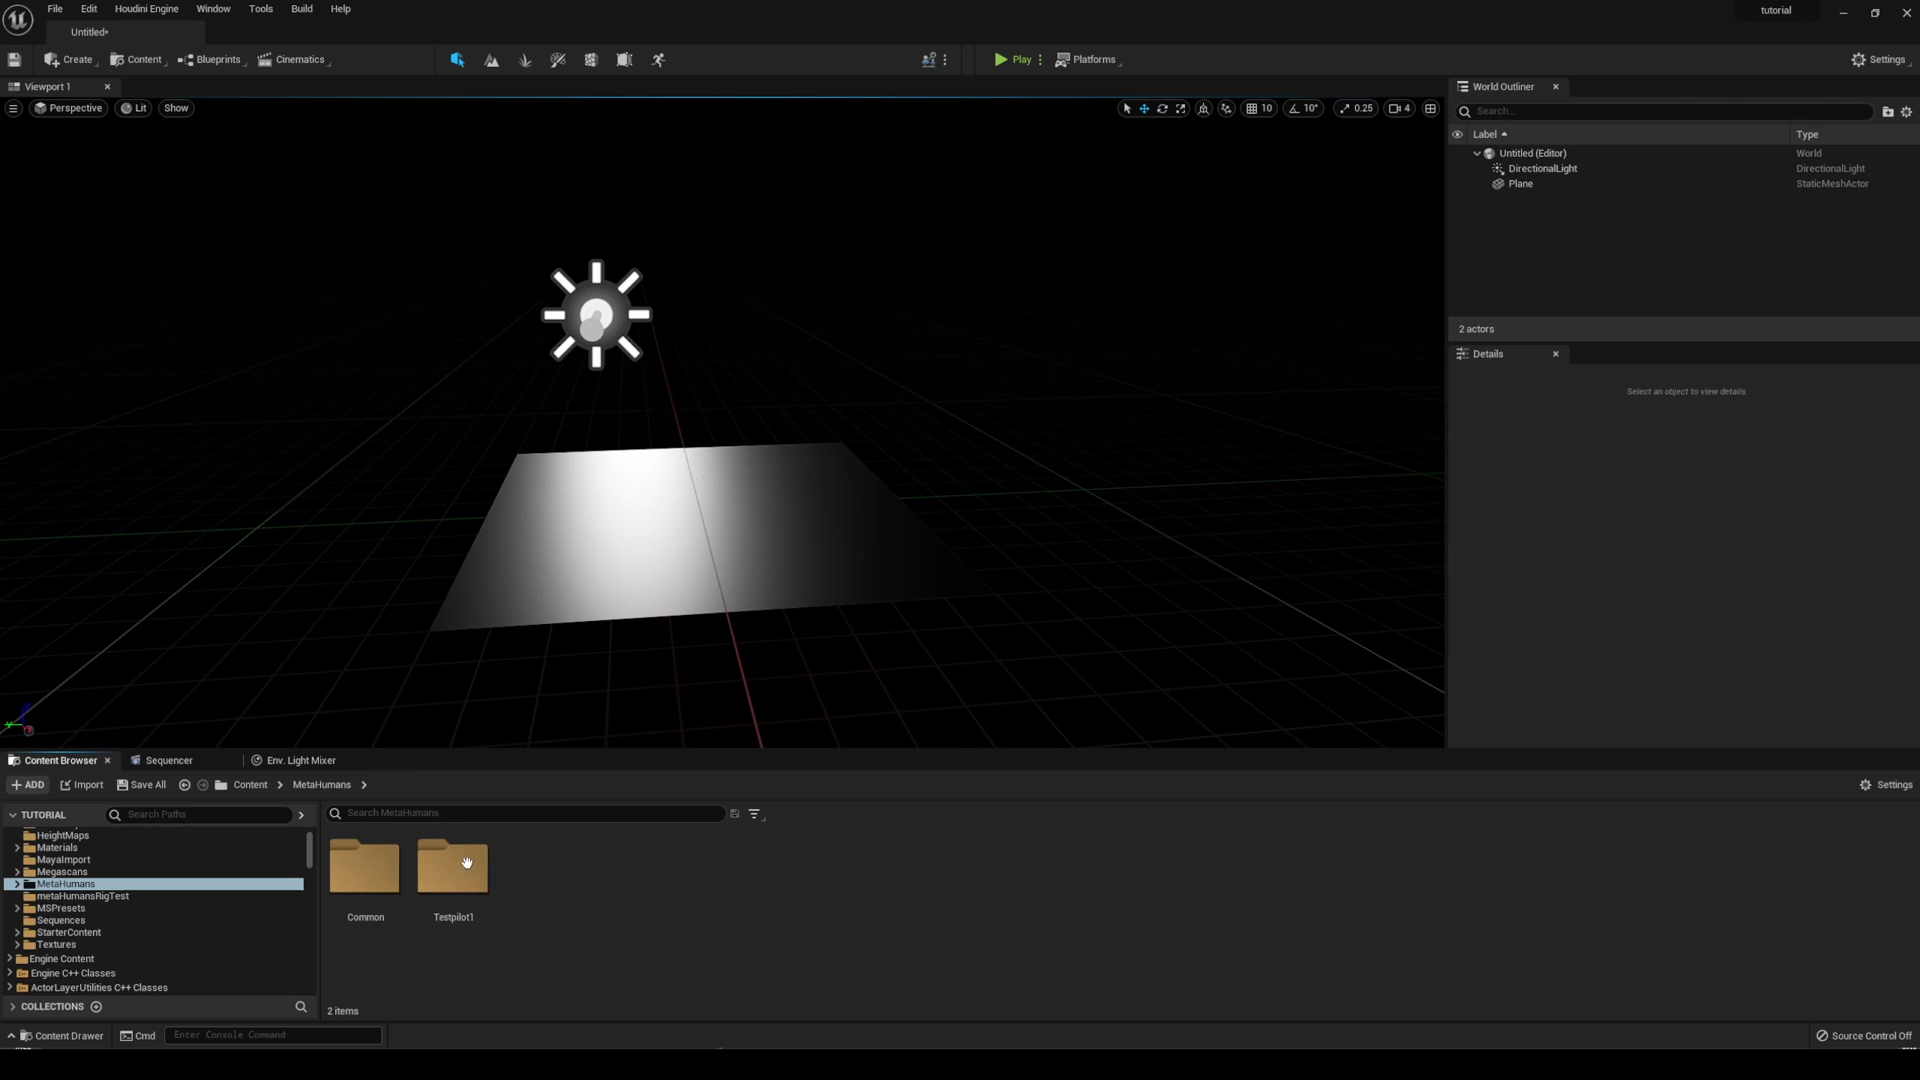 File Edit Window Houdini Engine Tools Build Help
tutorial
Untitled*
Create Content Blueprints Cinematics Play Platforms Settings
Viewport 1
World Outliner
Perspective Lit Show
10 10° 0.25 4
Search...
Label Type
Untitled (Editor) World
DirectionalLight DirectionalLight
Plane StaticMeshActor
2 actors
Details
Select an object to view details.
Content Browser Sequencer Env. Light Mixer
ADD Import Save All Content MetaHumans Settings
TUTORIAL Search Paths Search MetaHumans
HeightMaps
Materials
MayaImport
Megascans
MetaHumans
metaHumansRigTest
MSPresets
Sequences
StarterContent
Textures
Engine Content
Engine C++ Classes
ActorLayerUtilities C++ Classes
Common Testpilot1
COLLECTIONS
2 items
Content Drawer Cmd Enter Console Command Source Control Off